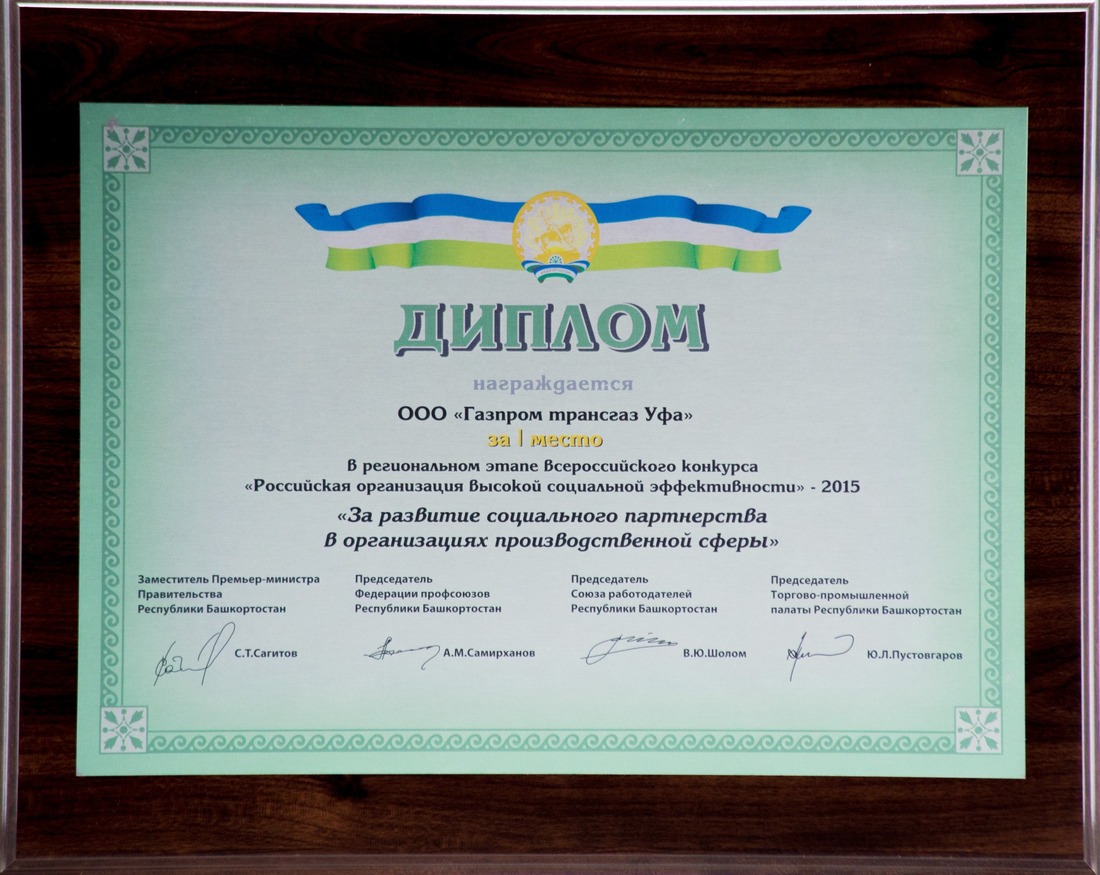 ДИПЛОМ
награждается
ООО «Газпром трансгаз Уфа»
за I место
в региональном этапе всероссийского конкурса
«Российская организация высокой социальной эффективности» - 2015
«За развитие социального партнерства
в организациях производственной сферы»
Заместитель Премьер-министра
Правительства
Республики Башкортостан
С.Т.Сагитов
Председатель
Федерации профсоюзов
Республики Башкортостан
А.М.Самирханов
Председатель
Союза работодателей
Республики Башкортостан
В.Ю.Шолом
Председатель
Торгово-промышленной
палаты Республики Башкортостан
Ю.Л.Пустовгаров